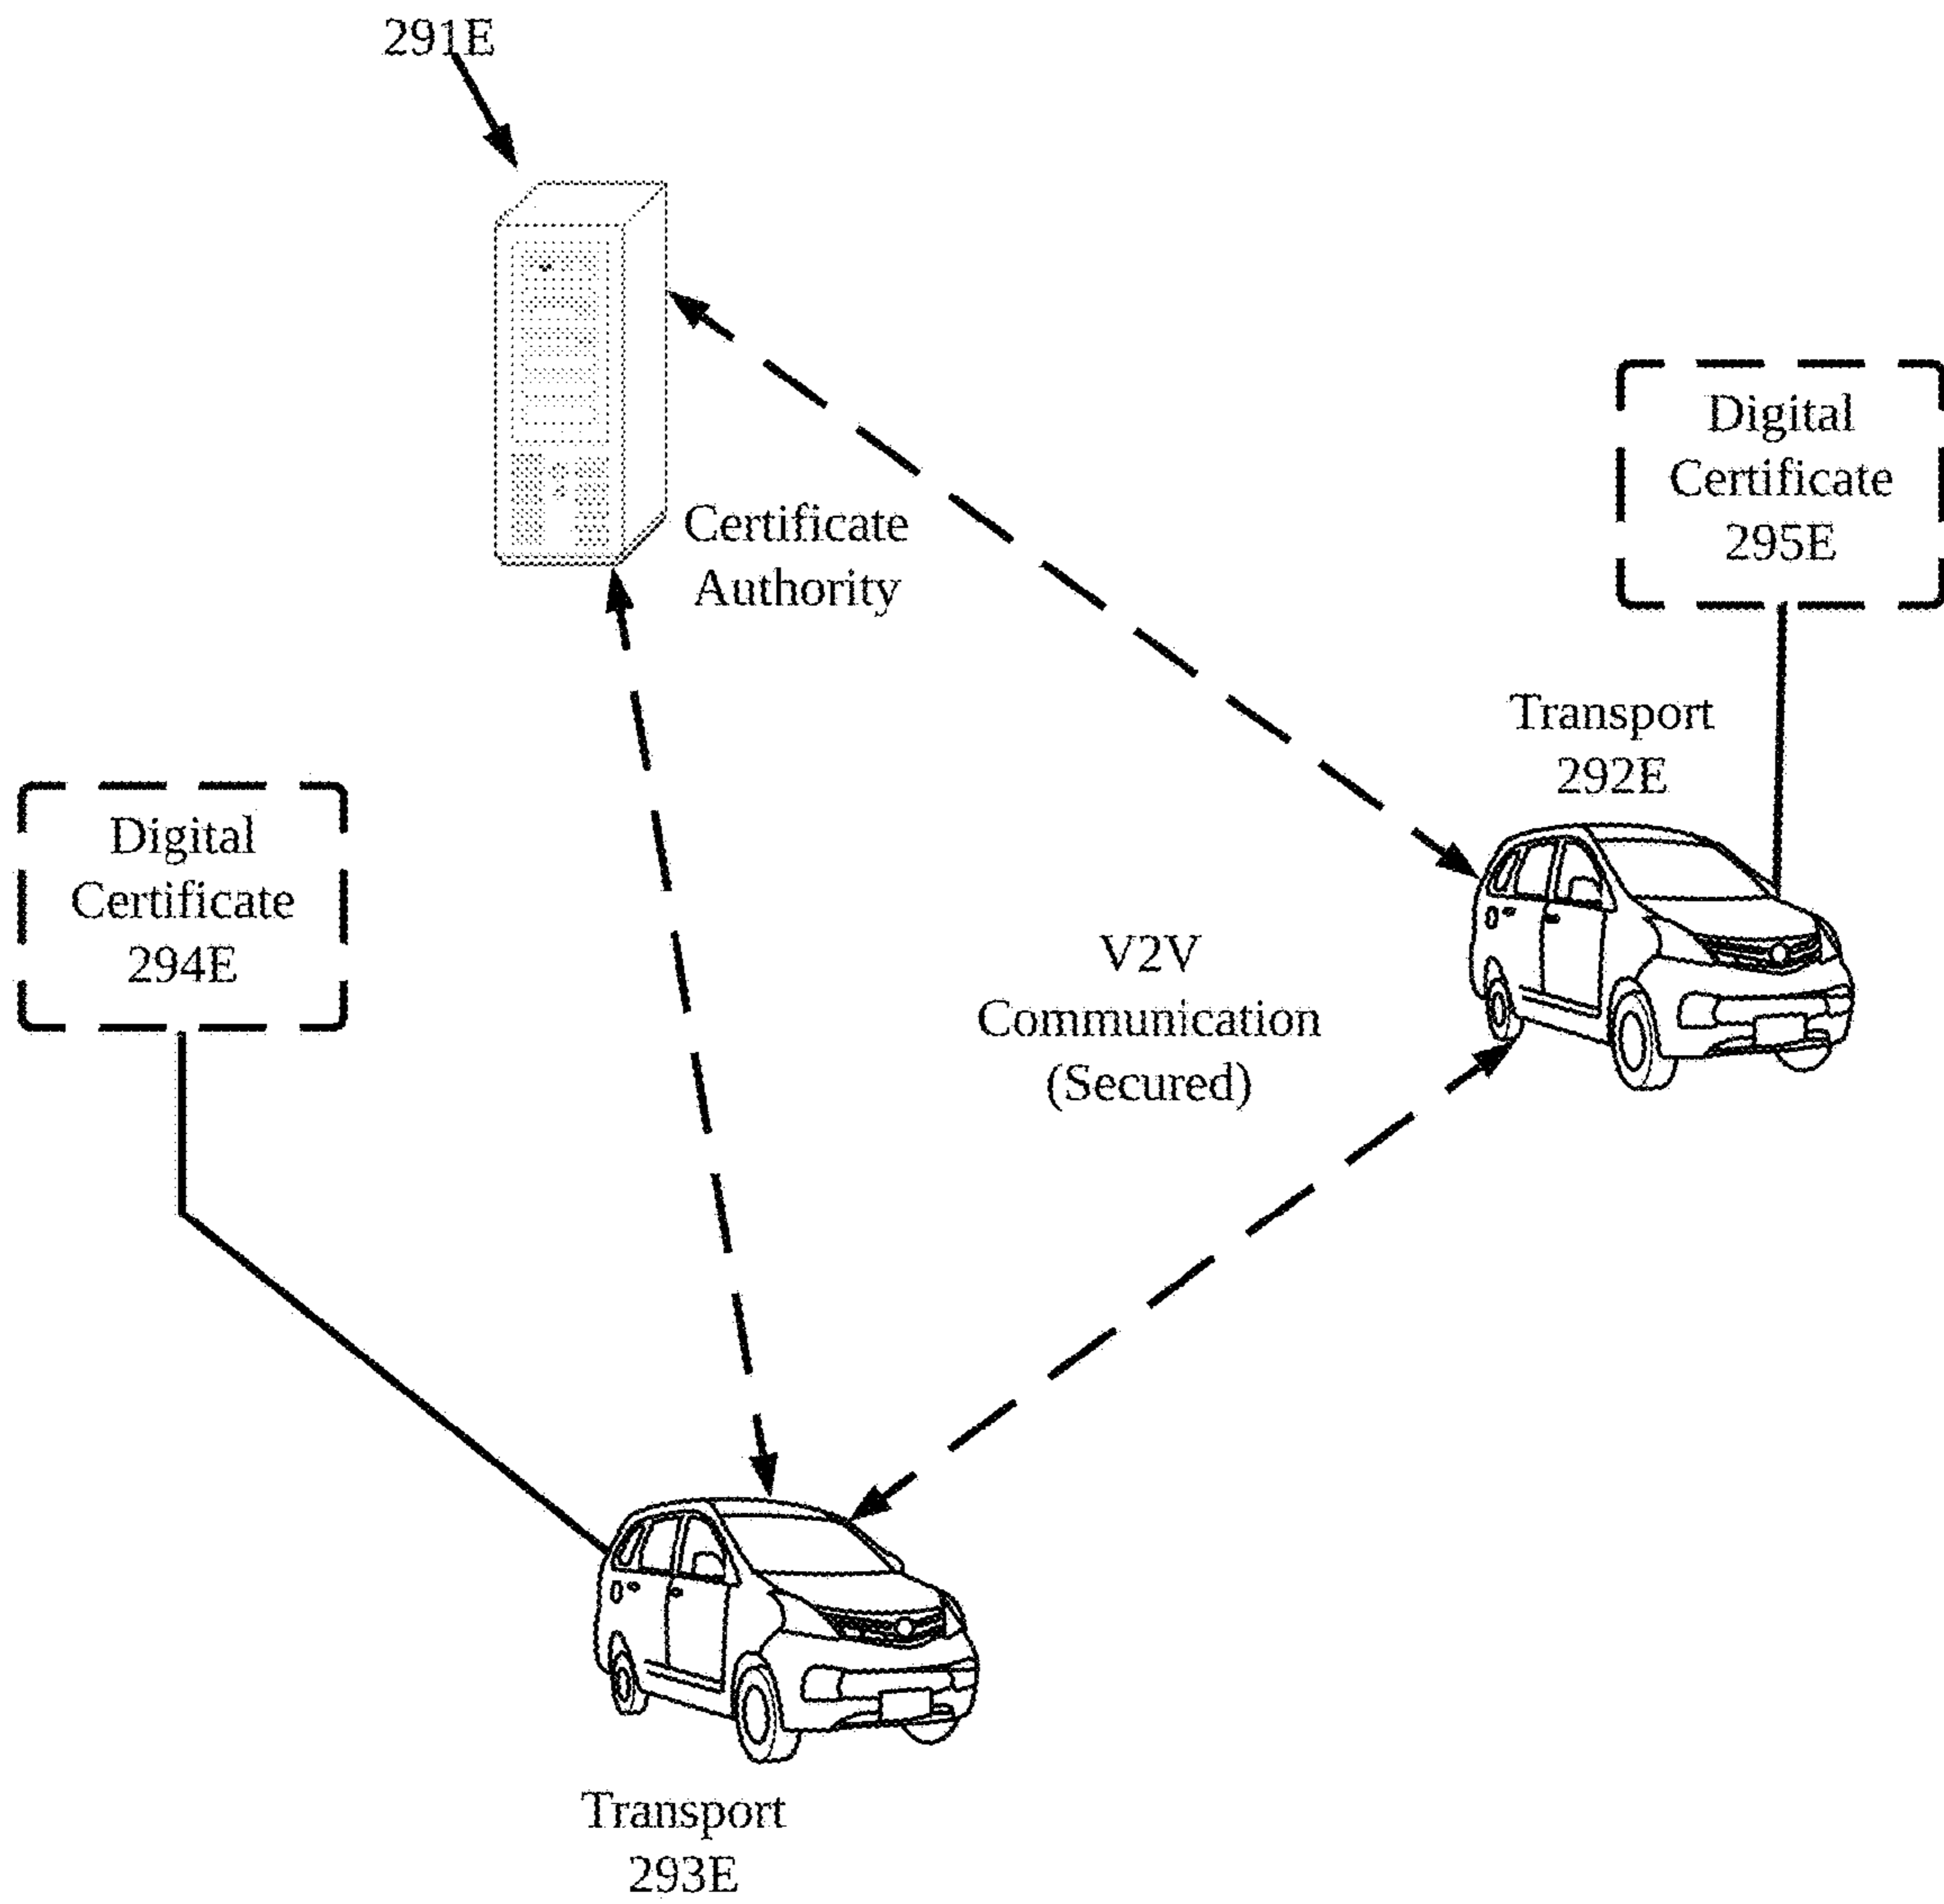 291E
Certificate
Authority
Digital
Certificate
295E
Transport
292E
Digital
Certificate
294E
V2V
Communication
(Secured)
Transport
293E